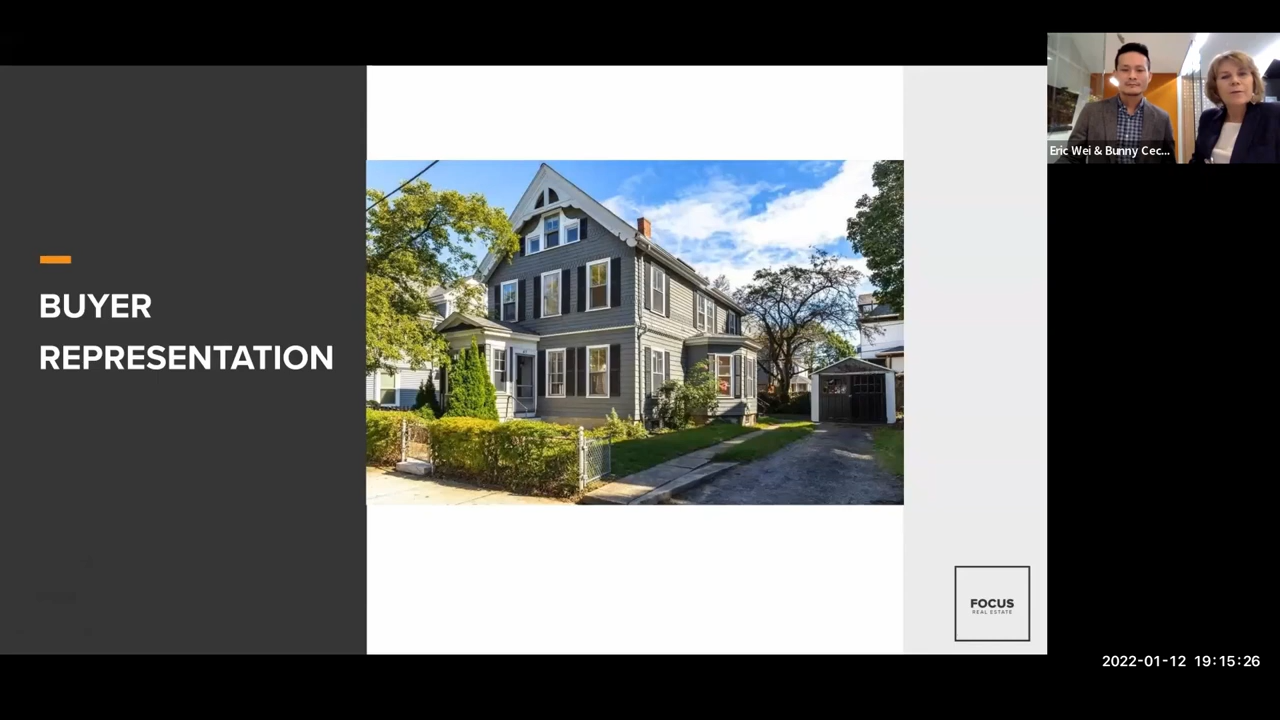 BUYER
REPRESENTATION
Eric Wei & Bunny Cec...
FOCUS
REAL ESTATE
2022-01-12 19:15:26